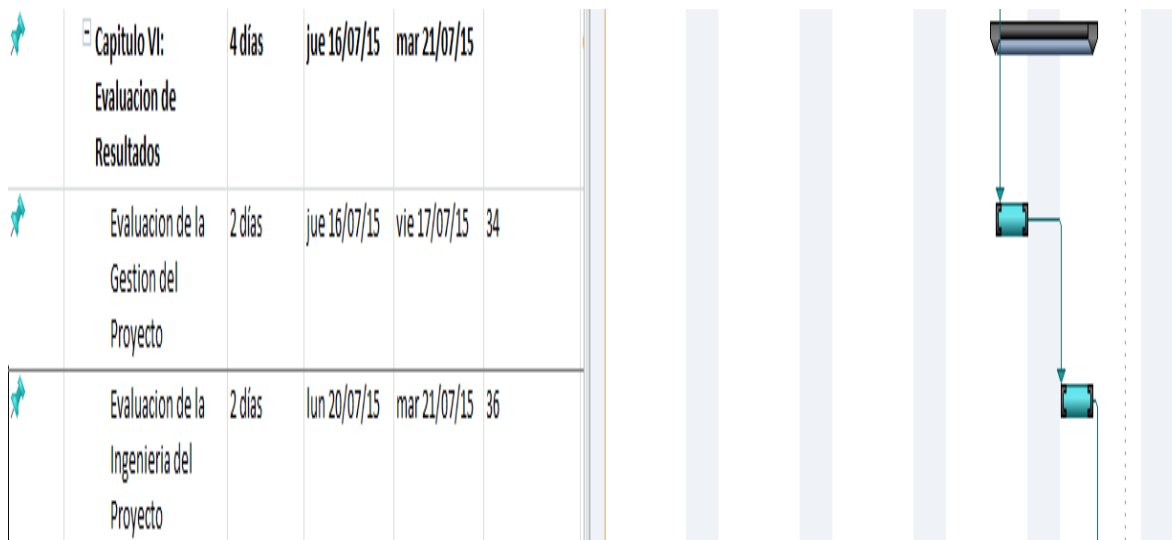 Capitulo VI: 4 días jue 16/07/15 mar 21/07/15
Evaluacion de
Resultados
Evaluacion de la 2 días jue 16/07/15 vie 17/07/15 34
Gestion del
Proyecto
Evaluacion de la 2 días lun 20/07/15 mar 21/07/15 36
Ingenieria del
Proyecto